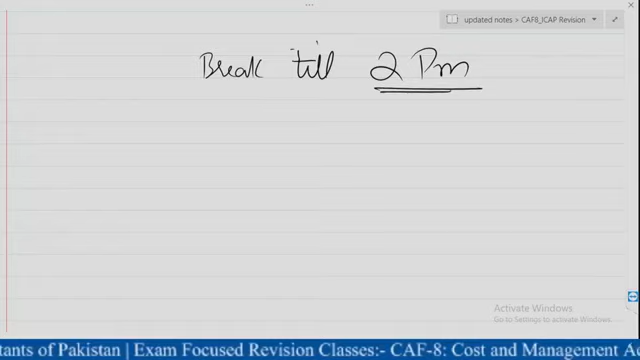 updated notes > CAF8_ICAP Revision
Break till 2 Pm
Activate Windows
Go to Settings to activate Windows.
tants of Pakistan | Exam Focused Revision Classes:- CAF-8: Cost and Management Ac